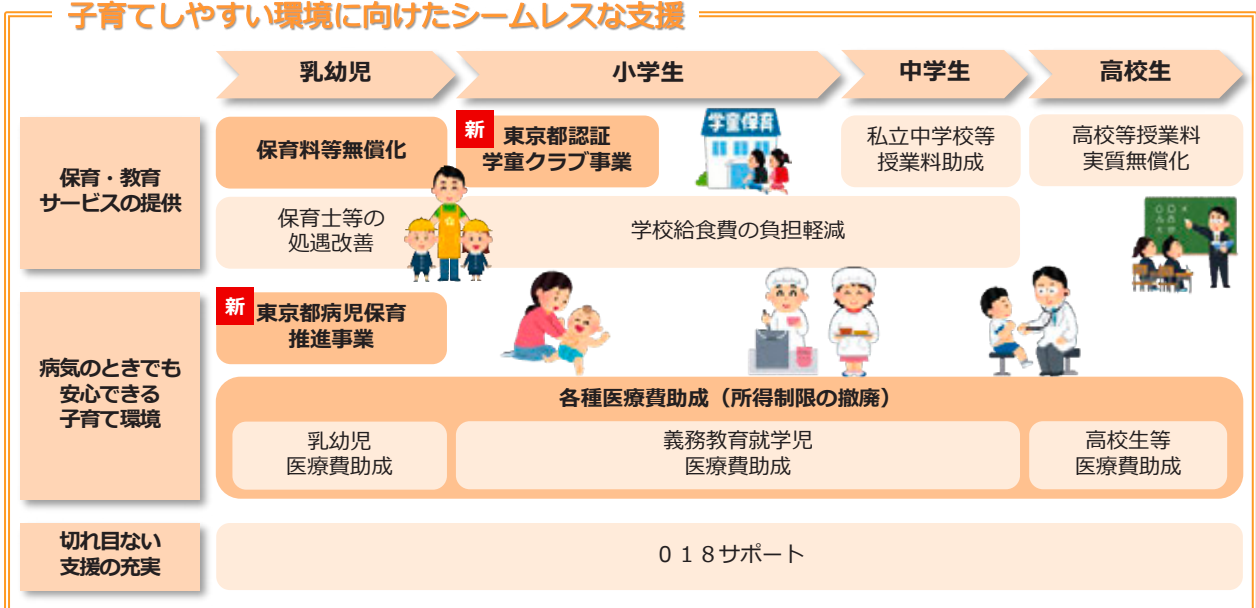 子育てしやすい環境に向けたシームレスな支援
乳幼児
小学生
中学生
高校生
保育・教育
サービスの提供
保育料等無償化
新
東京都認証
学童クラブ事業
学童保育
私立中学校等
授業料助成
高校等授業料
実質無償化
保育士等の
処遇改善
学校給食費の負担軽減
病気のときでも
安心できる
子育て環境
新
東京都病児保育
推進事業
各種医療費助成（所得制限の撤廃）
乳幼児
医療費助成
義務教育就学児
医療費助成
高校生等
医療費助成
切れ目ない
支援の充実
０１８サポート